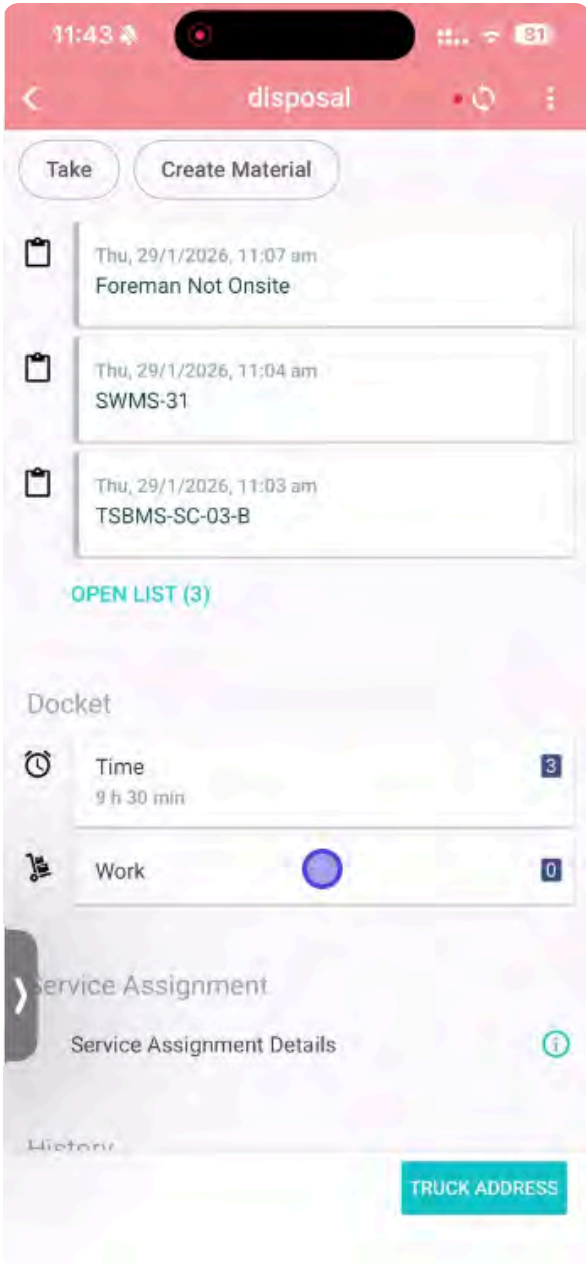 11:43
81
disposal
Take
Create Material
Thu, 29/1/2026, 11:07 am
Foreman Not Onsite
Thu, 29/1/2026, 11:04 am
SWMS-31
Thu, 29/1/2026, 11:03 am
TSBMS-SC-03-B
OPEN LIST (3)
Docket
Time
3
9 h 30 min
Work
0
Service Assignment
Service Assignment Details
History
TRUCK ADDRESS